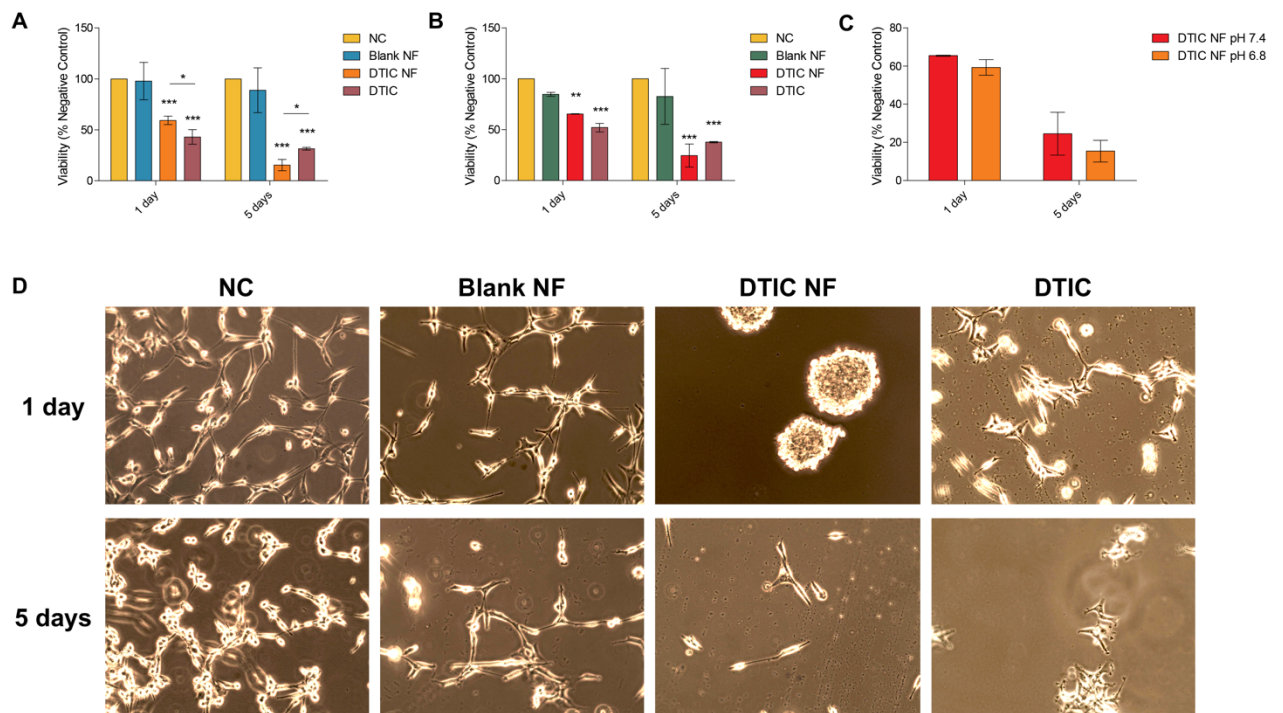 A
Viability (% Negative Control)
150
100
50
0
***
***
*
***
***
*
1 day
5 days
NC
Blank NF
DTIC NF
DTIC
B
Viability (% Negative Control)
150
100
50
0
**
***
***
***
1 day
5 days
NC
Blank NF
DTIC NF
DTIC
C
Viability (% Negative Control)
80
60
40
20
0
1 day
5 days
DTIC NF pH 7.4
DTIC NF pH 6.8
D
NC
Blank NF
DTIC NF
DTIC
1 day
5 days